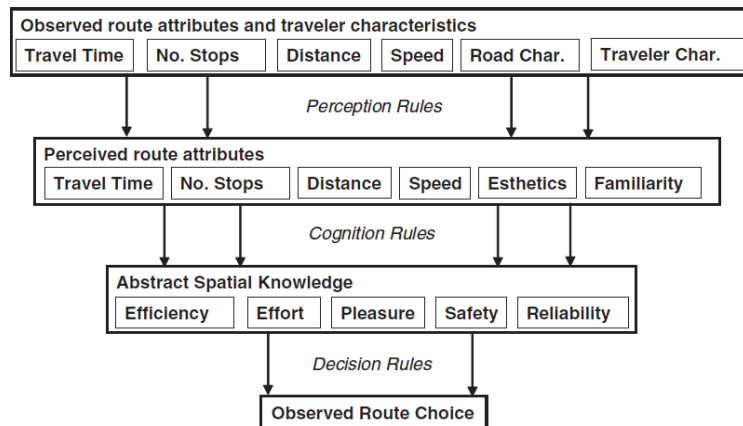 Observed route attributes and traveler characteristics
Travel Time No. Stops Distance Speed Road Char. Traveler Char.
Perception Rules
Perceived route attributes
Travel Time No. Stops Distance Speed Esthetics Familiarity
Cognition Rules
Abstract Spatial Knowledge
Efficiency Effort Pleasure Safety Reliability
Decision Rules
Observed Route Choice